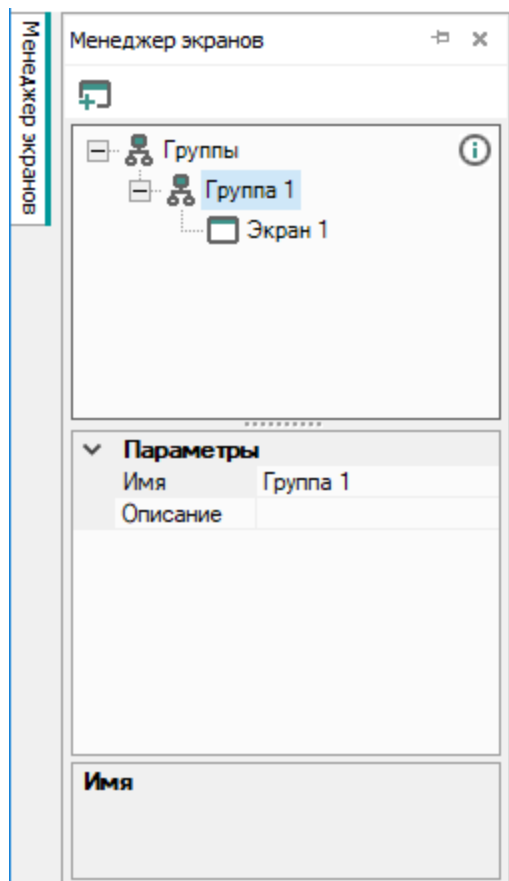 Менеджер экранов
Менеджер экранов
Группы
Группа 1
Экран 1
Параметры
Имя Группа 1
Описание
Имя